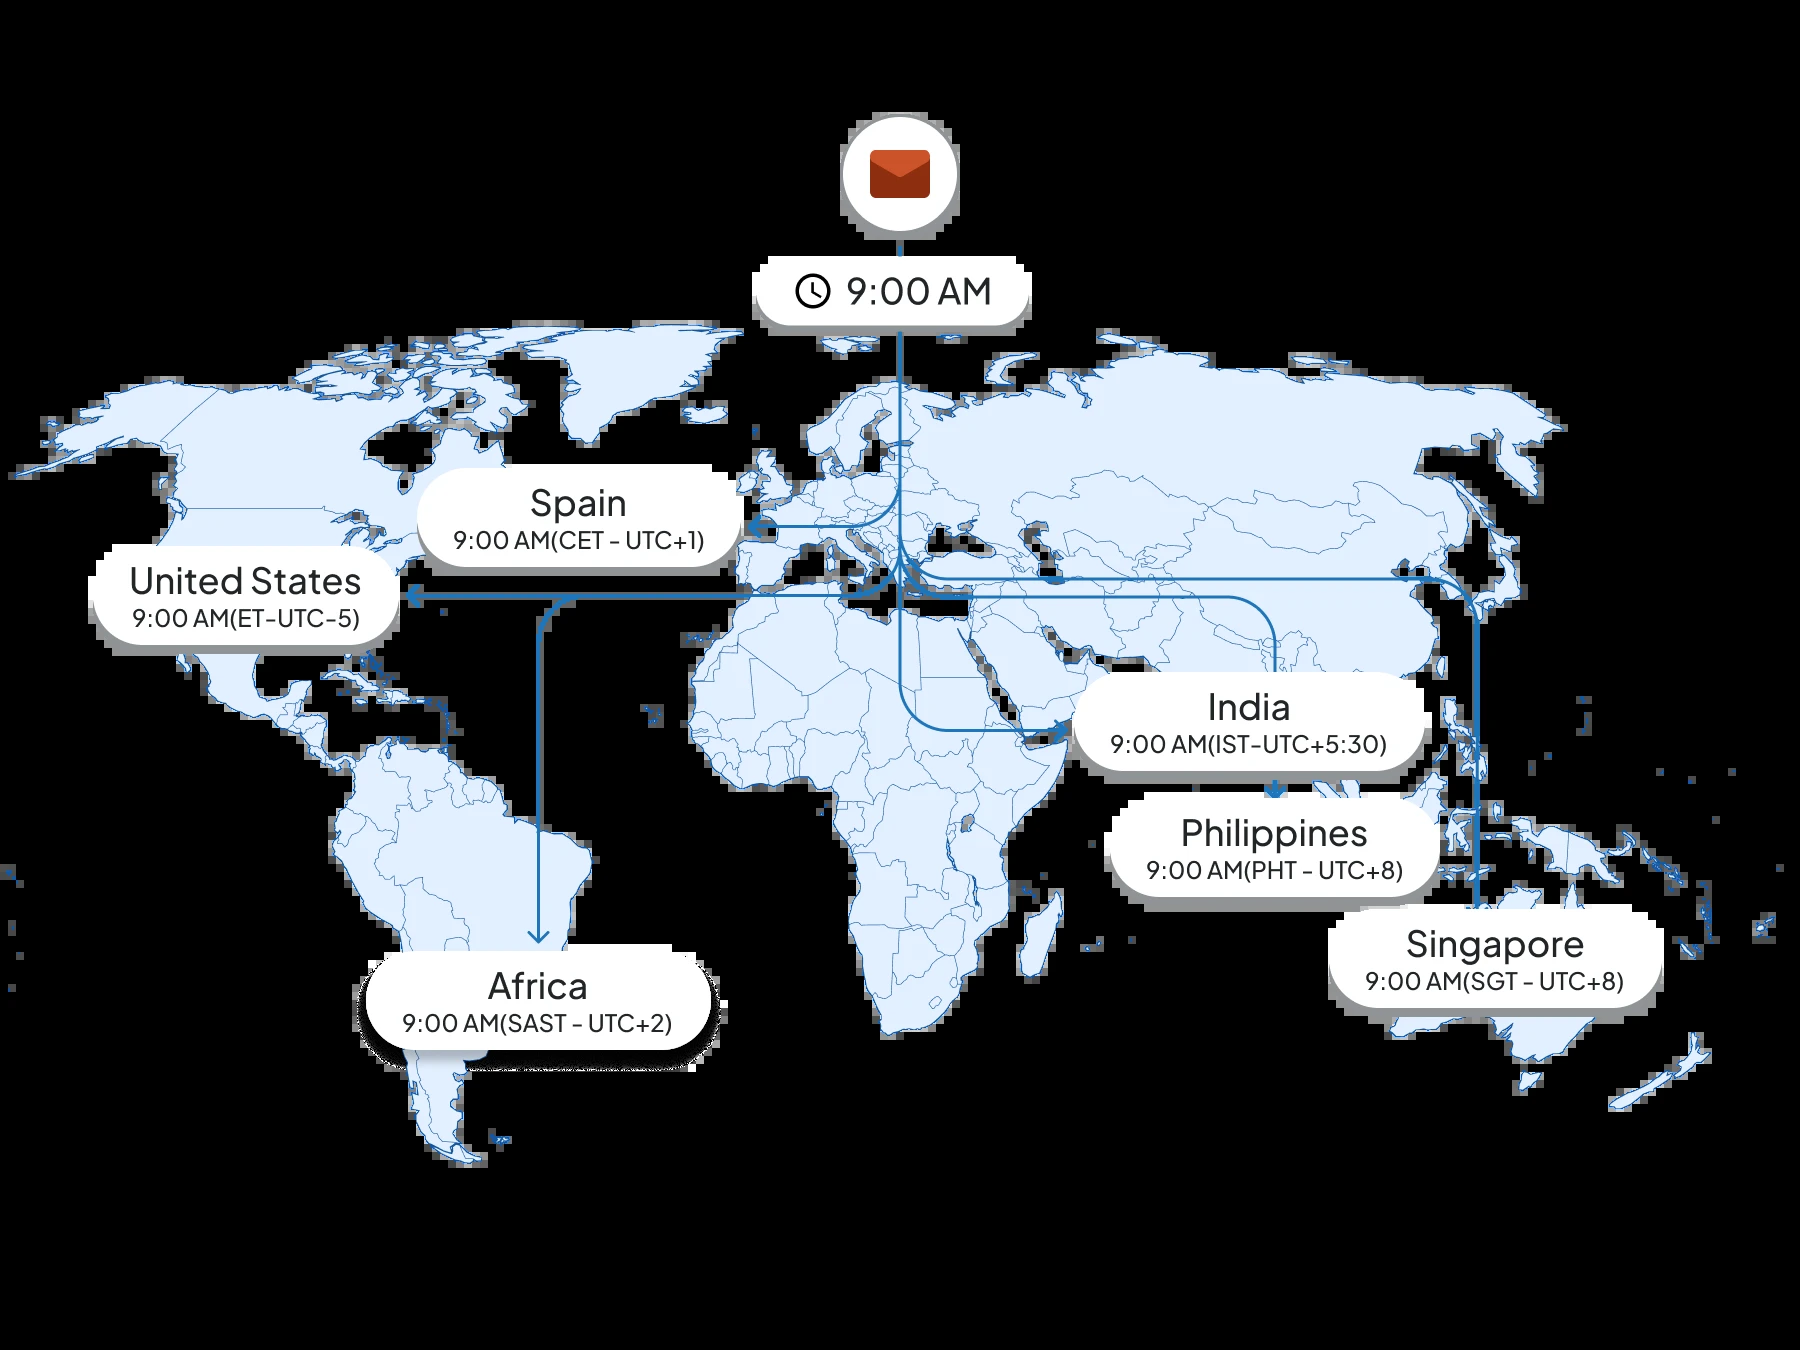 9:00 AM
Spain
9:00 AM(CET - UTC+1)
United States
9:00 AM(ET-UTC-5)
India
9:00 AM(IST-UTC+5:30)
Philippines
9:00 AM(PHT - UTC+8)
Singapore
9:00 AM(SGT - UTC+8)
Africa
9:00 AM(SAST - UTC+2)